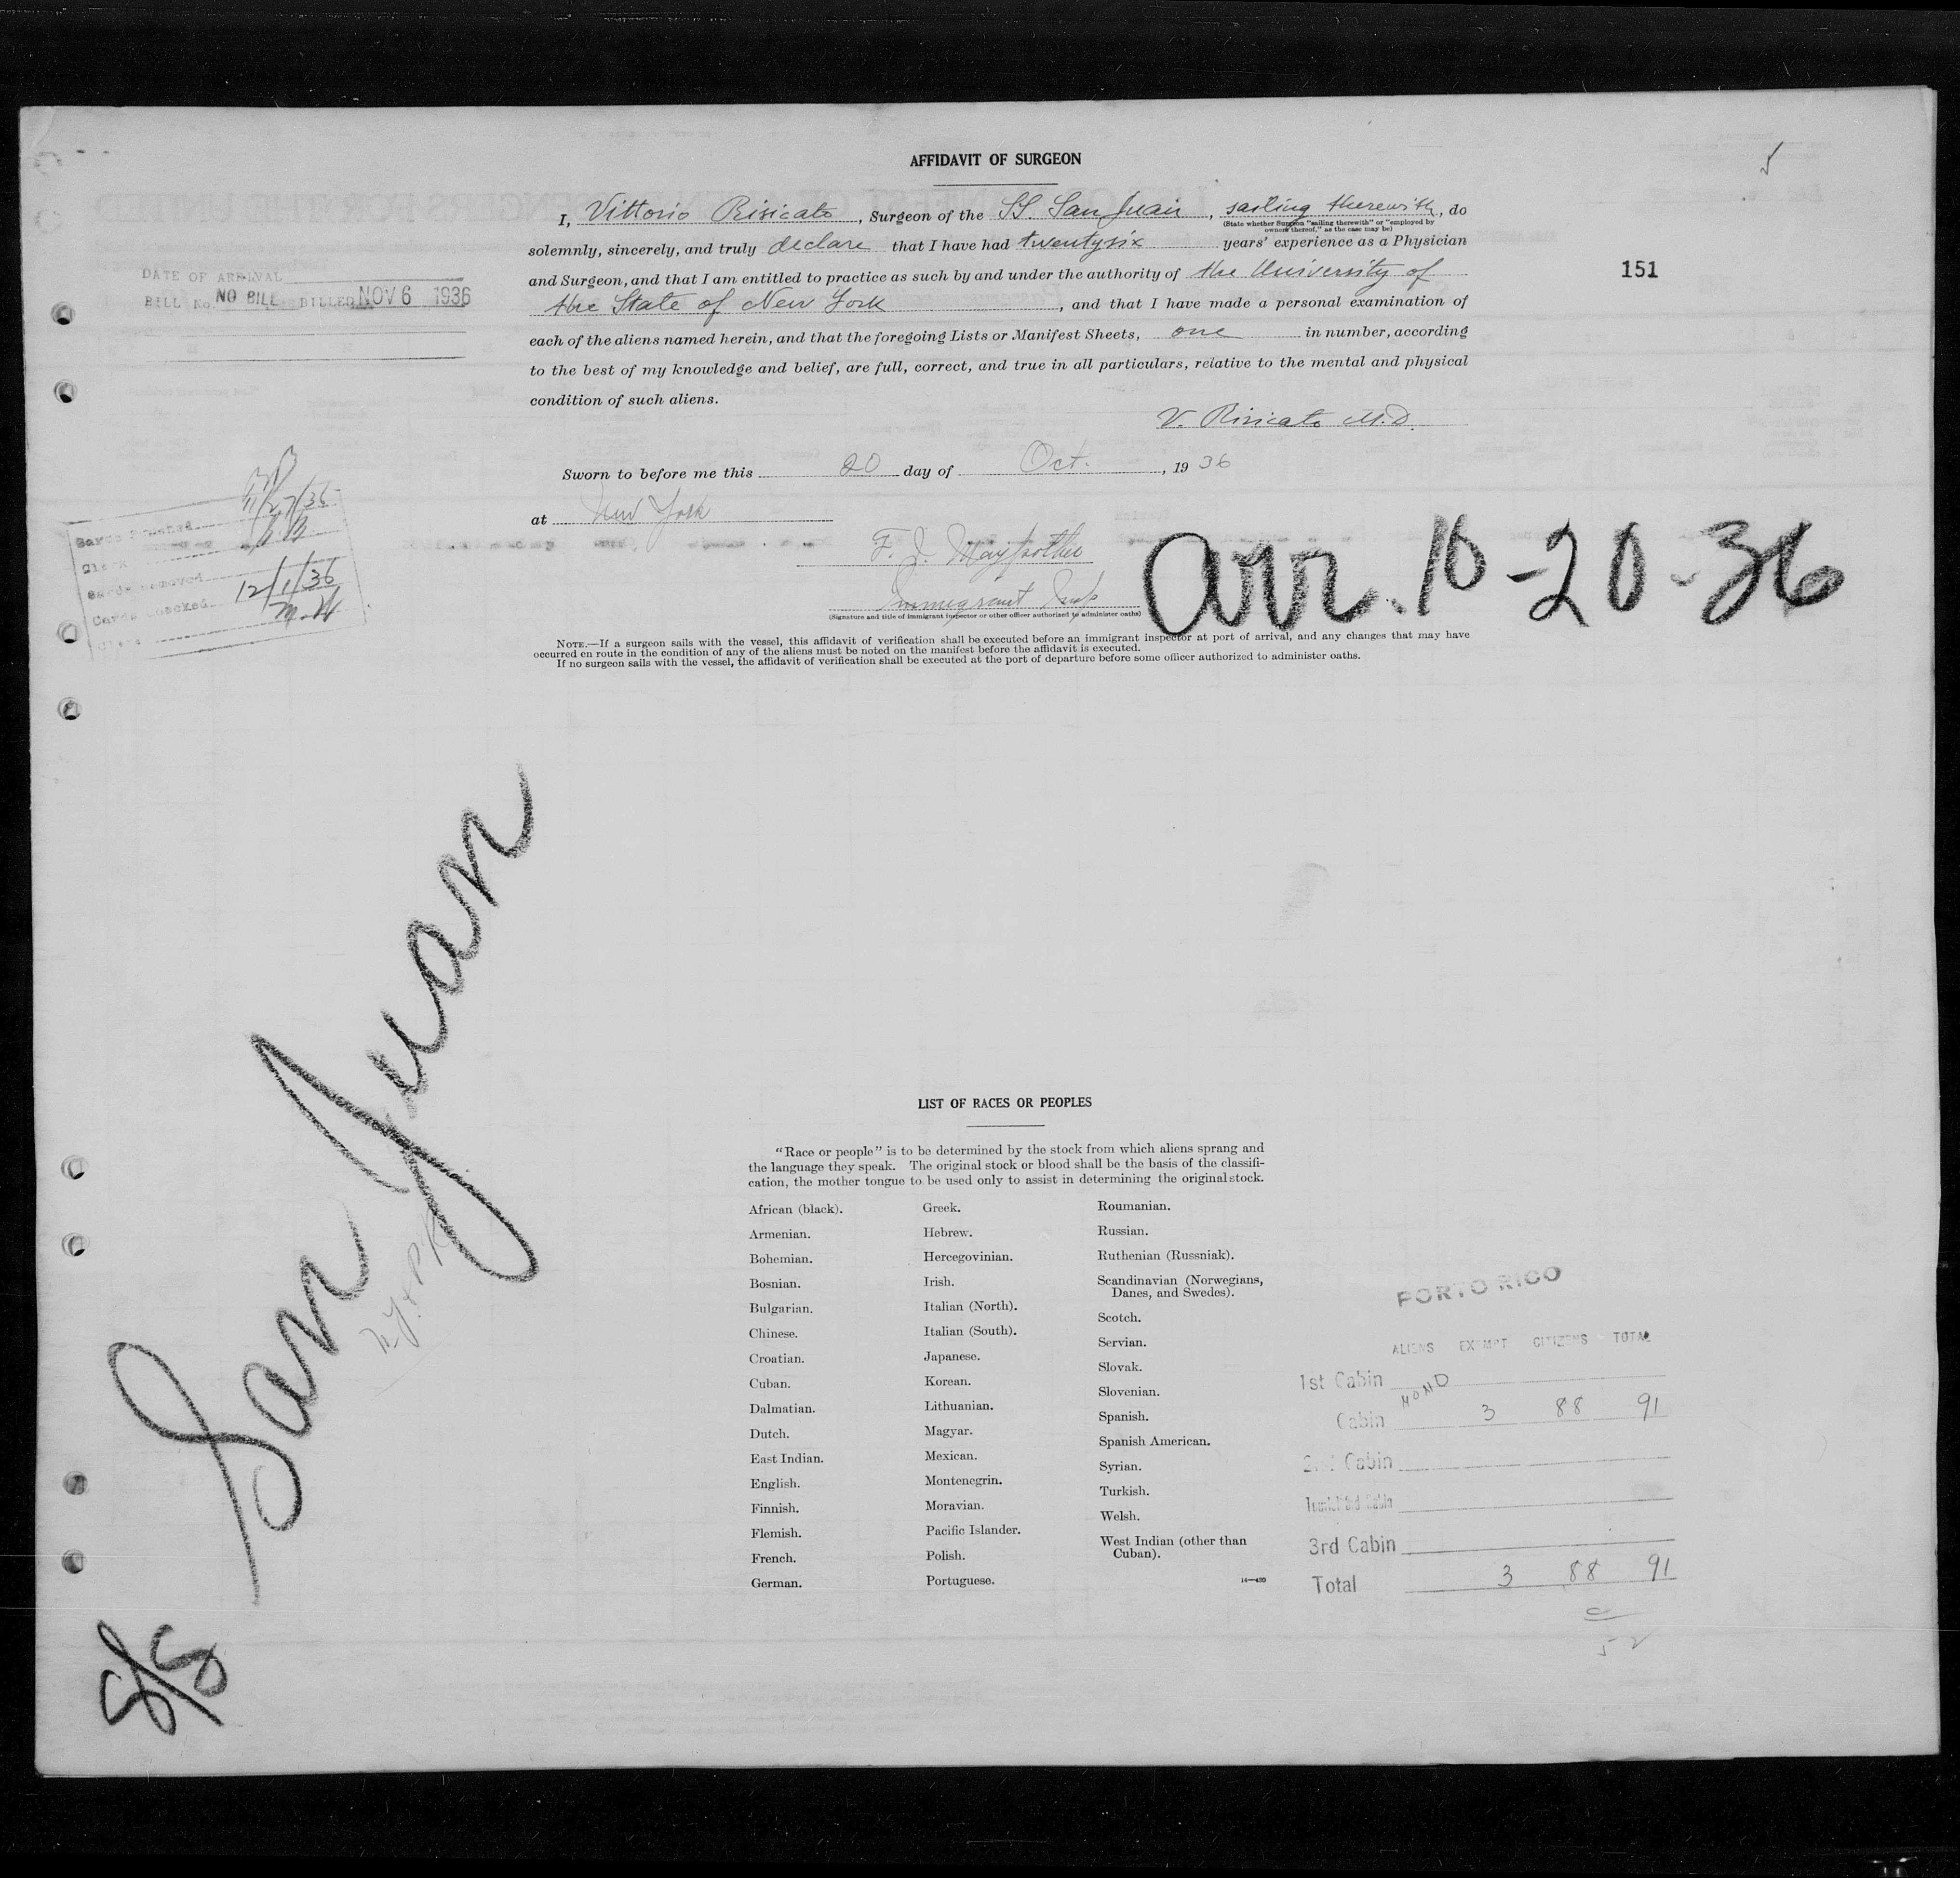 AFFIDAVIT OF SURGEON
I, Vittorio Risicato, Surgeon of the SS. San Juan, sailing therewith, do
(State whether Surgeon "sailing therewith" or "employed by
owners thereof," as the case may be)
solemnly, sincerely, and truly declare that I have had twentysix years' experience as a Physician
and Surgeon, and that I am entitled to practice as such by and under the authority of the University of
the State of New York, and that I have made a personal examination of
each of the aliens named herein, and that the foregoing Lists or Manifest Sheets, one in number, according
to the best of my knowledge and belief, are full, correct, and true in all particulars, relative to the mental and physical
condition of such aliens.
V. Risicato M.D.
151
DATE OF ARRIVAL
BILL No. NO BILL BILLED NOV 6 1936
Sworn to before me this 20 day of Oct., 1936
at New York
F. J. Mayforther
Immigrant Insp
(Signature and title of immigrant inspector or other officer authorized to administer oaths)
arr. 10-20-36
11/27/36
Cards Checked 12/1/36
NOTE.—If a surgeon sails with the vessel, this affidavit of verification shall be executed before an immigrant inspector at port of arrival, and any changes that may have
occurred en route in the condition of any of the aliens must be noted on the manifest before the affidavit is executed.
If no surgeon sails with the vessel, the affidavit of verification shall be executed at the port of departure before some officer authorized to administer oaths.
S/S
San Juan
N.Y. & P.R.
LIST OF RACES OR PEOPLES
"Race or people" is to be determined by the stock from which aliens sprang and
the language they speak. The original stock or blood shall be the basis of the classifi-
cation, the mother tongue to be used only to assist in determining the original stock.
African (black).
Armenian.
Bohemian.
Bosnian.
Bulgarian.
Chinese.
Croatian.
Cuban.
Dalmatian.
Dutch.
East Indian.
English.
Finnish.
Flemish.
French.
German.
Greek.
Hebrew.
Hercegovinian.
Irish.
Italian (North).
Italian (South).
Japanese.
Korean.
Lithuanian.
Magyar.
Mexican.
Montenegrin.
Moravian.
Pacific Islander.
Polish.
Portuguese.
Roumanian.
Russian.
Ruthenian (Russniak).
Scandinavian (Norwegians,
Danes, and Swedes).
Scotch.
Servian.
Slovak.
Slovenian.
Spanish.
Spanish American.
Syrian.
Turkish.
Welsh.
West Indian (other than
Cuban).
14—430
PORTO RICO
ALIENS EXEMPT CITIZENS TOTAL
1st Cabin
Cabin 3 88 91
2nd Cabin
3rd Cabin
Total 3 88 91
52